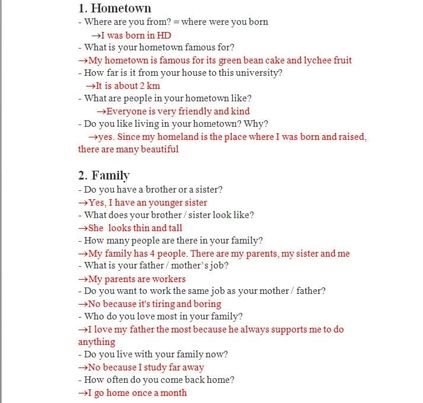 1. Hometown
- Where are you from? = where were you born
→I was born in HD
- What is your hometown famous for?
→My hometown is famous for its green bean cake and lychee fruit
- How far is it from your house to this university?
→It is about 2 km
- What are people in your hometown like?
→Everyone is very friendly and kind
- Do you like living in your hometown? Why?
→yes. Since my homeland is the place where I was born and raised,
there are many beautiful
2. Family
- Do you have a brother or a sister?
→Yes, I have an younger sister
- What does your brother / sister look like?
→She looks thin and tall
- How many people are there in your family?
→My family has 4 people. There are my parents, my sister and me
- What is your father / mother's job?
→My parents are workers
- Do you want to work the same job as your mother / father?
→No because it's tiring and boring
- Who do you love most in your family?
→I love my father the most because he always supports me to do
anything
- Do you live with your family now?
→No because I study far away
- How often do you come back home?
→I go home once a month